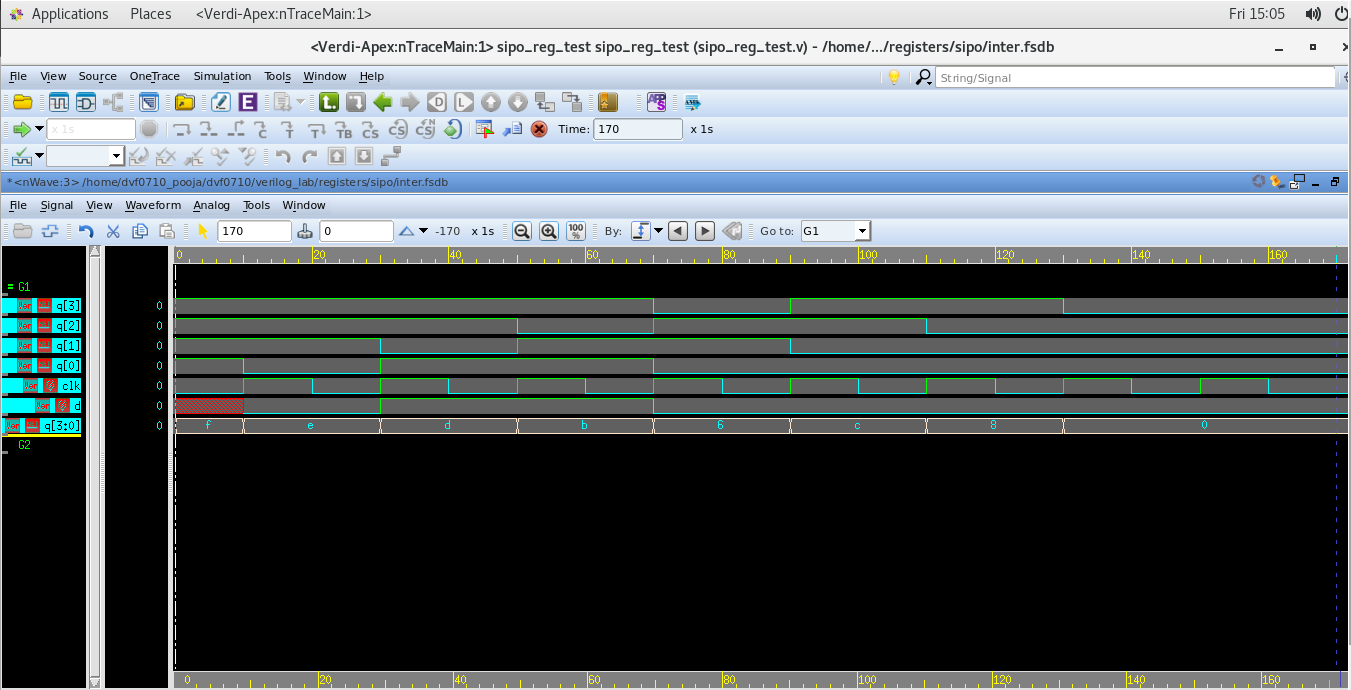 Applications Places <Verdi-Apex:nTraceMain:1> Fri 15:05
<Verdi-Apex:nTraceMain:1> sipo_reg_test sipo_reg_test (sipo_reg_test.v) - /home/.../registers/sipo/inter.fsdb
File View Source OneTrace Simulation Tools Window Help String/Signal
x 1s Time: 170 x 1s
*<nWave:3> /home/dvf0710_pooja/dvf0710/verilog_lab/registers/sipo/inter.fsdb
File Signal View Waveform Analog Tools Window
170 0 -170 x 1s 100 % By: Go to: G1
0 20 40 60 80 100 120 140 160
= G1
q[3] 0
q[2] 0
q[1] 0
q[0] 0
clk 0
d 0
q[3:0] 0 f e d b 6 c 8 0
G2
0 20 40 60 80 100 120 140 160